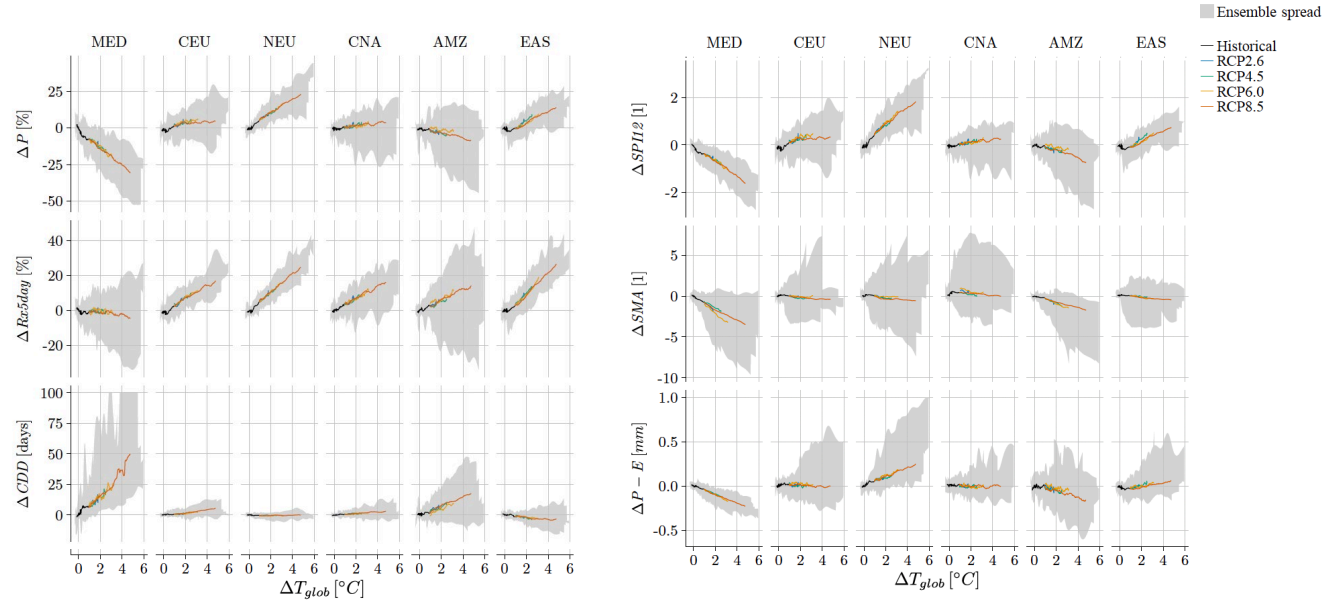 Ensemble spread
Historical
RCP2.6
RCP4.5
RCP6.0
RCP8.5
MED CEU NEU CNA AMZ EAS
ΔP [%]
25
0
-25
-50
ΔRx5day [%]
40
20
0
-20
ΔCDD [days]
100
75
50
25
0
0 2 4 6 0 2 4 6 0 2 4 6 0 2 4 6 0 2 4 6 0 2 4 6
ΔT_glob [°C]
MED CEU NEU CNA AMZ EAS
ΔSPI12 [1]
2
0
-2
ΔSMA [1]
5
0
-5
-10
ΔP − E [mm]
1.0
0.5
0.0
-0.5
0 2 4 6 0 2 4 6 0 2 4 6 0 2 4 6 0 2 4 6 0 2 4 6
ΔT_glob [°C]